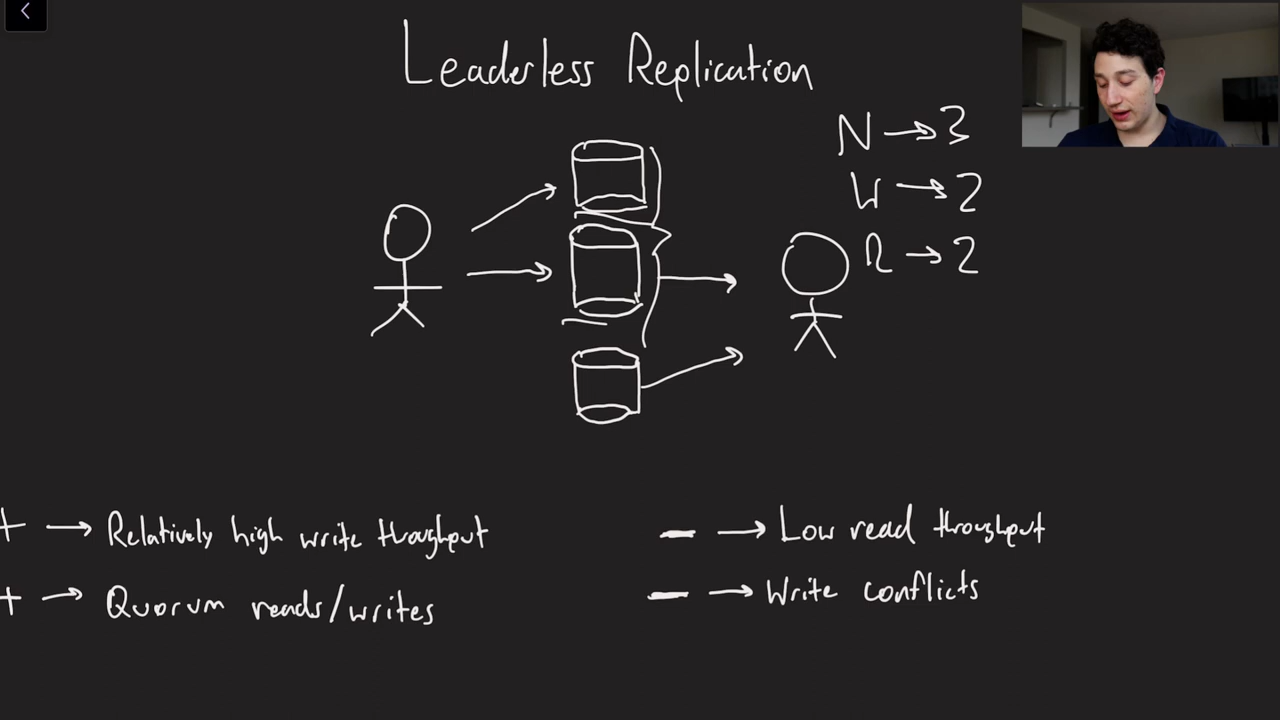 Leaderless Replication
N → 3
W → 2
R → 2
+ → Relatively high write throughput
+ → Quorum reads/writes
- → Low read throughput
- → Write conflicts